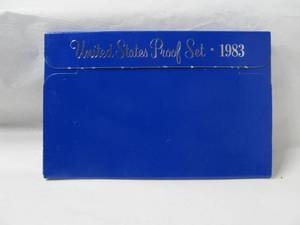 United States Proof Set • 1983